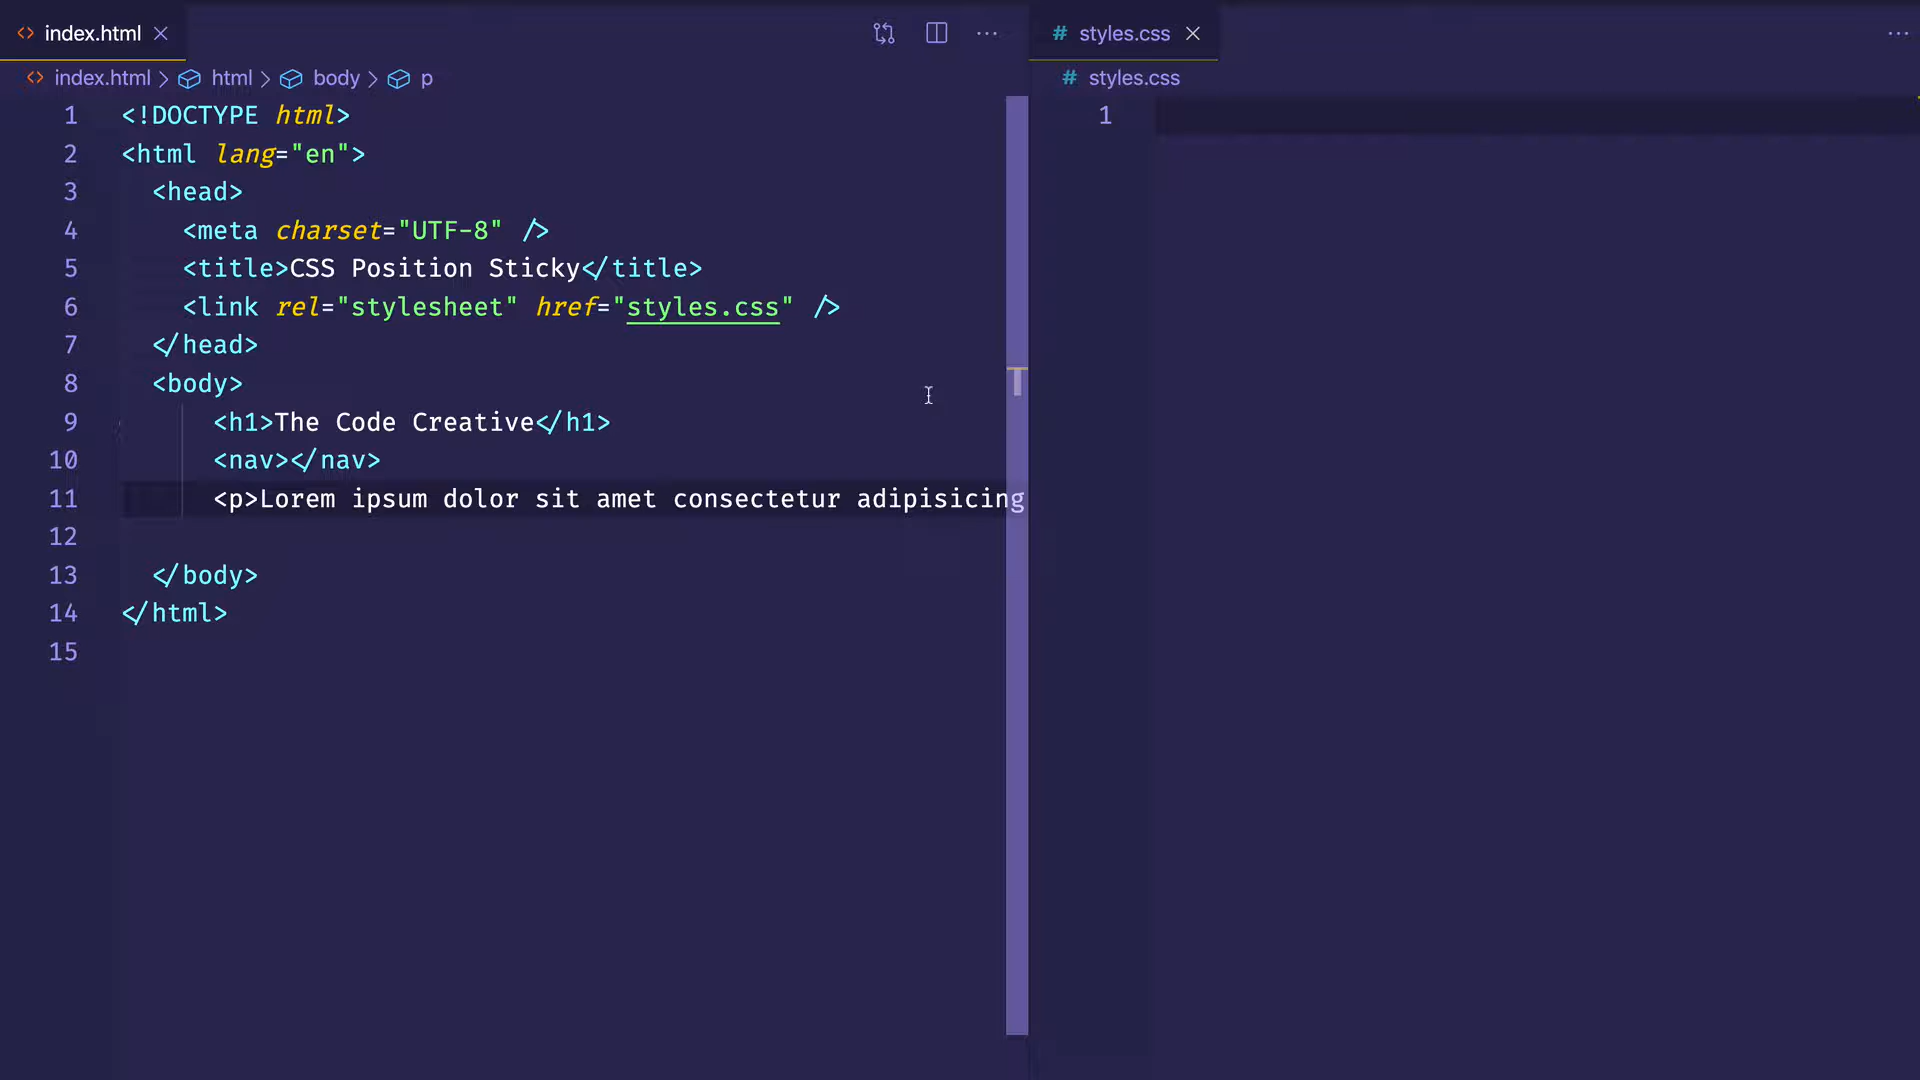 index.html
styles.css
index.html > html > body > p
styles.css
1 <!DOCTYPE html>
2 <html lang="en">
3 <head>
4 <meta charset="UTF-8" />
5 <title>CSS Position Sticky</title>
6 <link rel="stylesheet" href="styles.css" />
7 </head>
8 <body>
9 <h1>The Code Creative</h1>
10 <nav></nav>
11 <p>Lorem ipsum dolor sit amet consectetur adipisicing
12
13 </body>
14 </html>
15
1